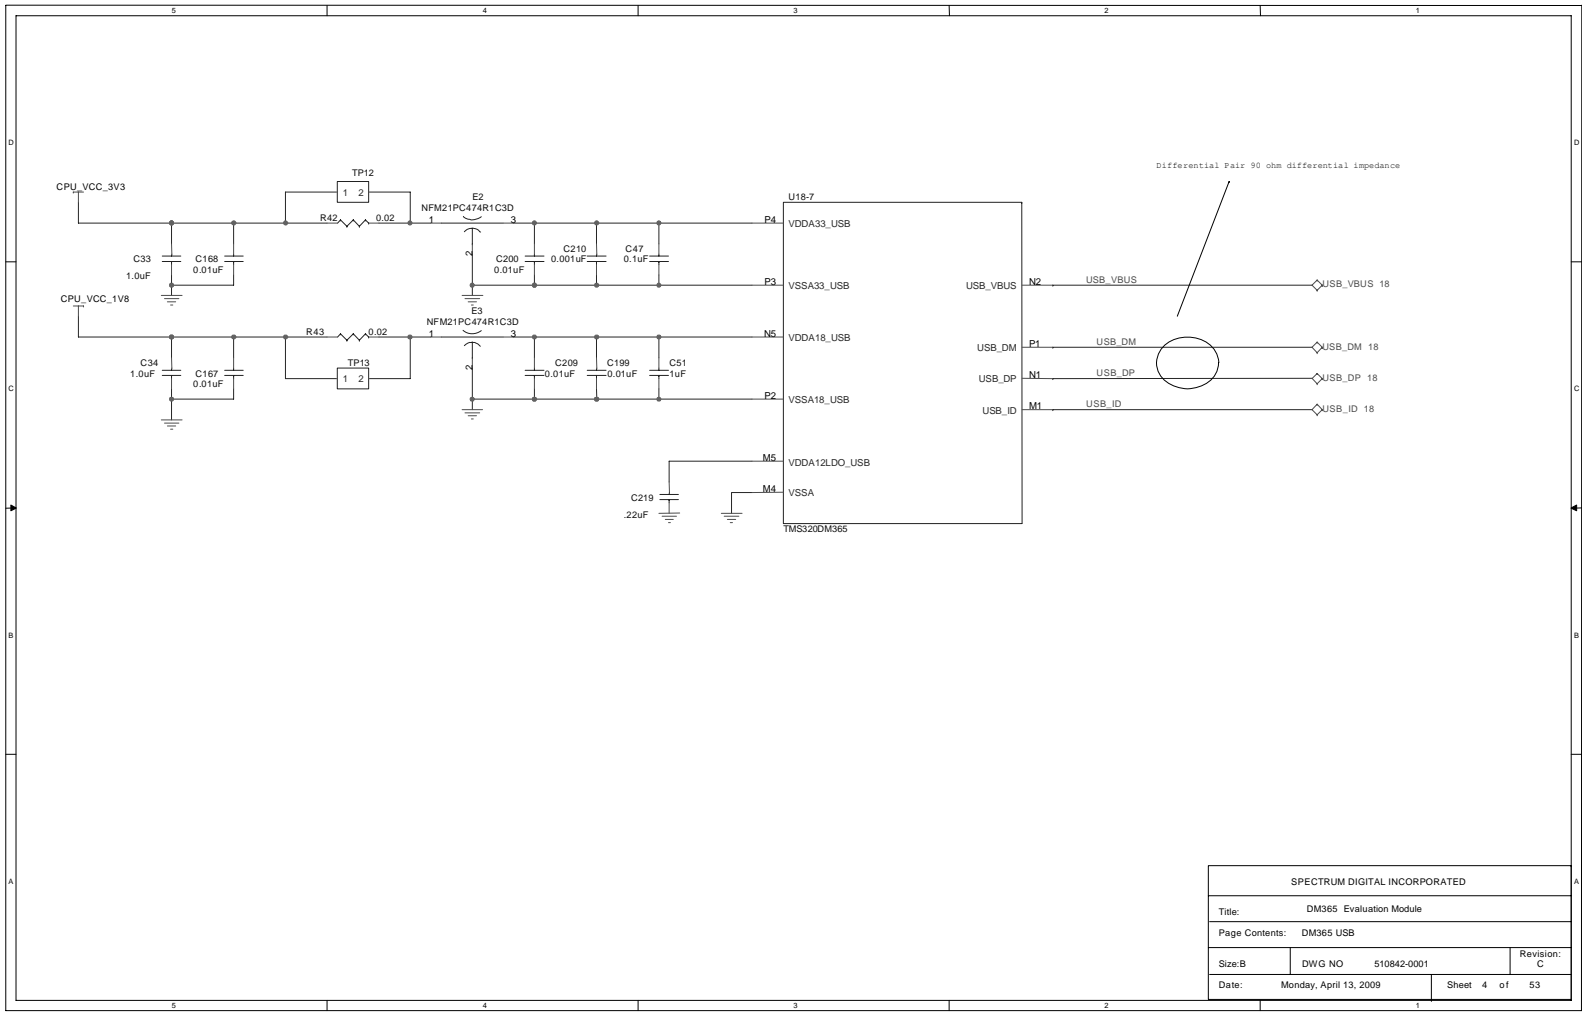 5 4 3 2 1
D D
C C
B B
A A
Differential Pair 90 ohm differential impedance
CPU_VCC_3V3
TP12
1 2
R42 0.02
E2
NFM21PC474R1C3D
1 3
2
C33
1.0uF
C168
0.01uF
C200
0.01uF
C210
0.001uF
C47
0.1uF
CPU_VCC_1V8
R43 0.02
TP13
1 2
E3
NFM21PC474R1C3D
1 3
2
C34
1.0uF
C167
0.01uF
C209
0.01uF
C199
0.01uF
C51
1uF
C219
.22uF
U18-7
P4 VDDA33_USB
P3 VSSA33_USB
N5 VDDA18_USB
P2 VSSA18_USB
M5 VDDA12LDO_USB
M4 VSSA
TMS320DM365
USB_VBUS N2 USB_VBUS USB_VBUS 18
USB_DM P1 USB_DM USB_DM 18
USB_DP N1 USB_DP USB_DP 18
USB_ID M1 USB_ID USB_ID 18
SPECTRUM DIGITAL INCORPORATED
Title: DM365 Evaluation Module
Page Contents: DM365 USB
Size:B DWG NO 510842-0001 Revision: C
Date: Monday, April 13, 2009 Sheet 4 of 53
5 4 3 2 1